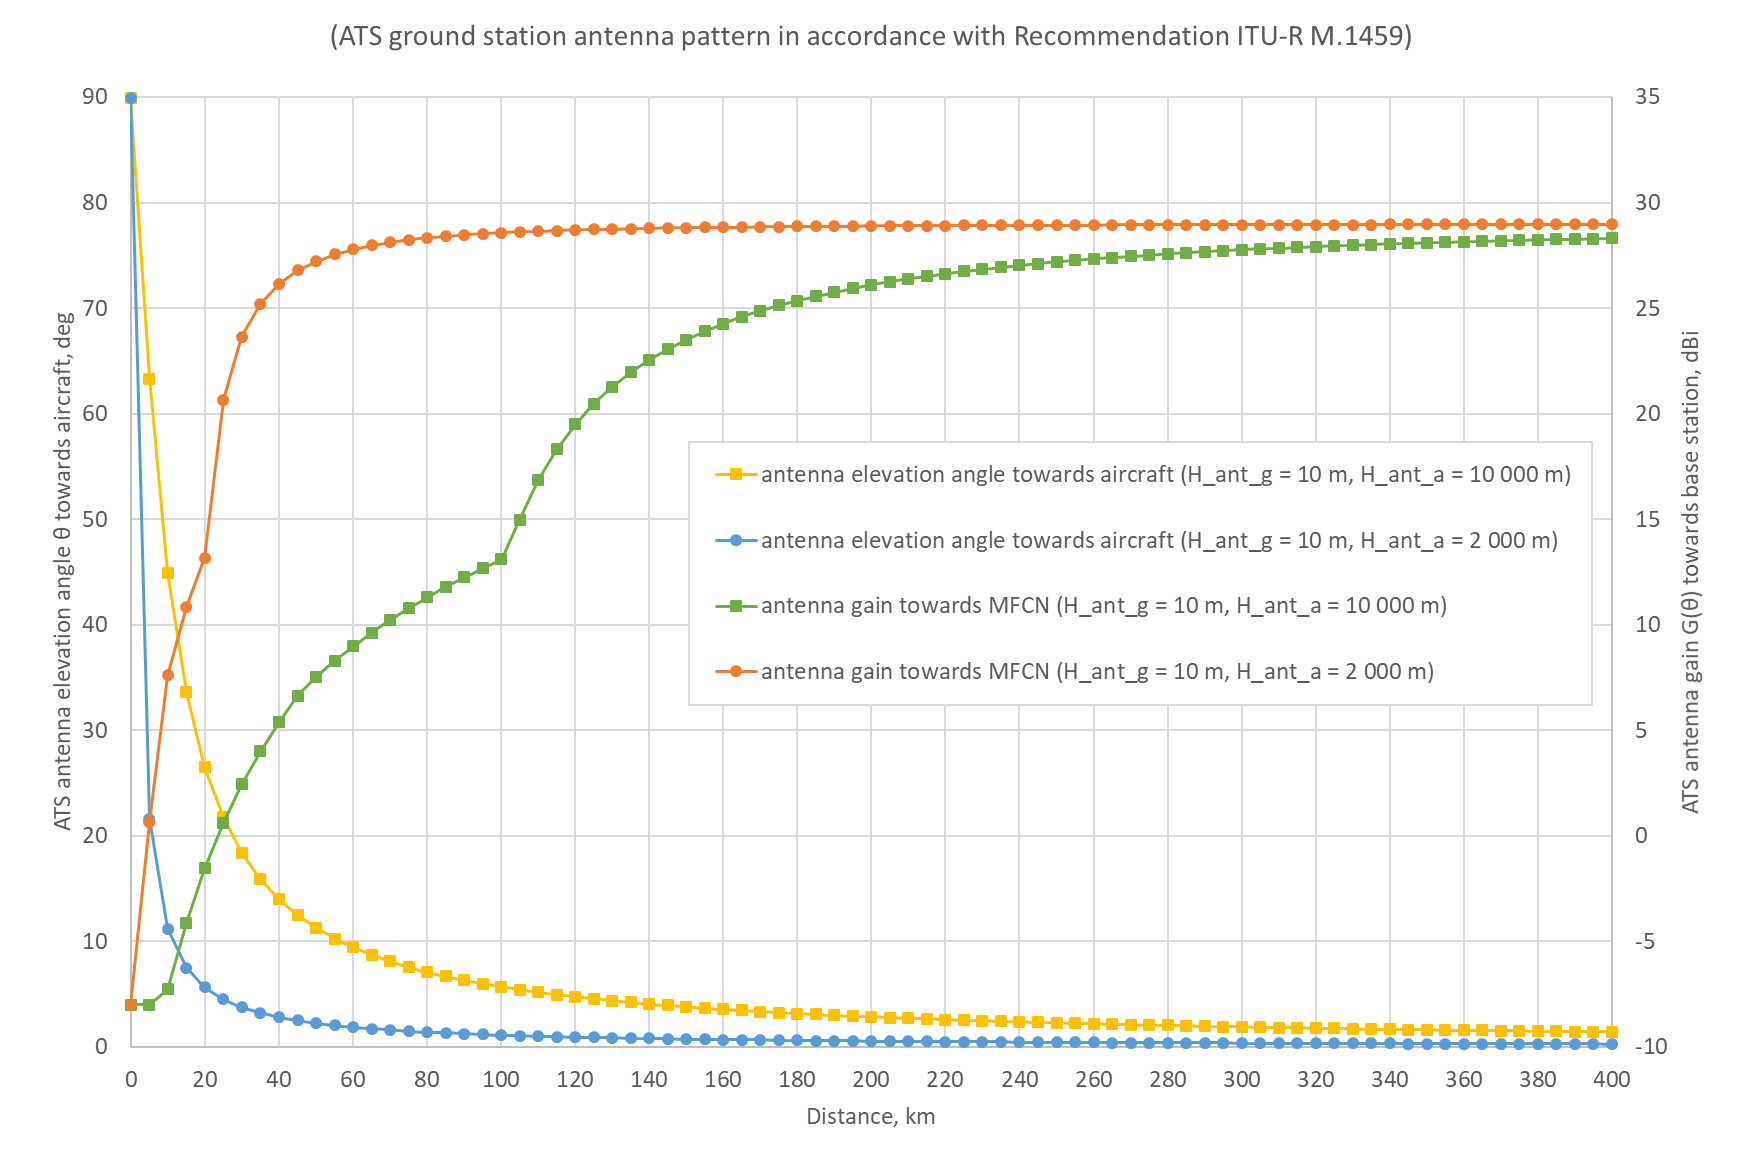 (ATS ground station antenna pattern in accordance with Recommendation ITU-R M.1459)
90
80
70
60
50
40
30
20
10
0
ATS antenna elevation angle θ towards aircraft, deg
35
30
25
20
15
10
5
0
-5
-10
ATS antenna gain G(θ) towards base station, dBi
antenna elevation angle towards aircraft (H_ant_g = 10 m, H_ant_a = 10 000 m)
antenna elevation angle towards aircraft (H_ant_g = 10 m, H_ant_a = 2 000 m)
antenna gain towards MFCN (H_ant_g = 10 m, H_ant_a = 10 000 m)
antenna gain towards MFCN (H_ant_g = 10 m, H_ant_a = 2 000 m)
0 20 40 60 80 100 120 140 160 180 200 220 240 260 280 300 320 340 360 380 400
Distance, km